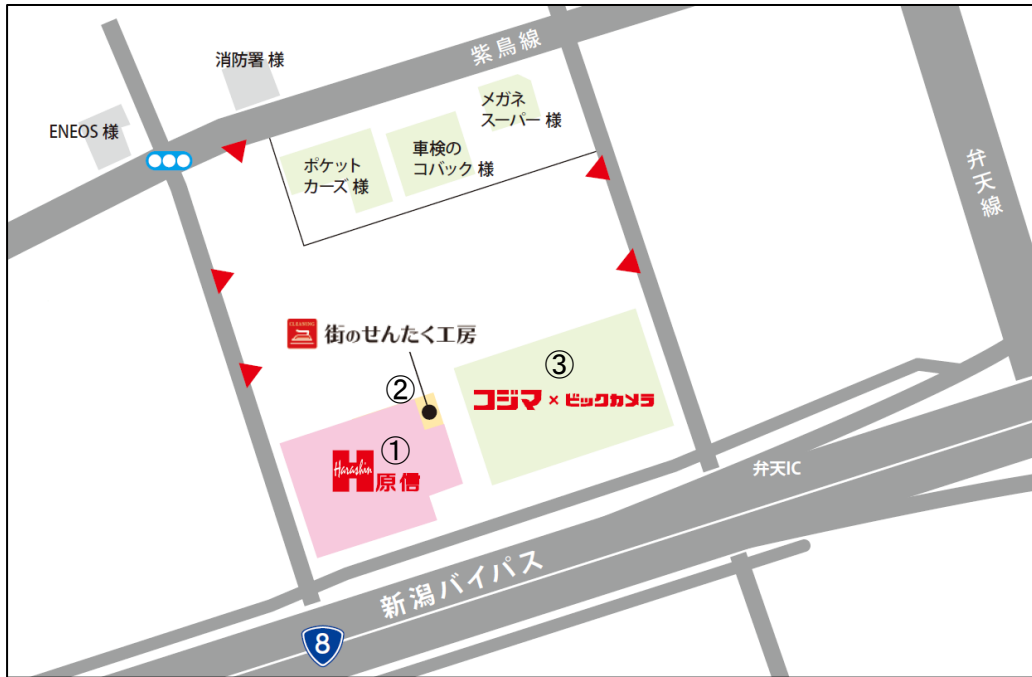 紫鳥線
消防署 様
ENEOS 様
メガネ
スーパー 様
車検の
コバック 様
ポケット
カーズ 様
弁天線
CLEANING
街のせんたく工房
③
コジマ × ビックカメラ
②
①
Harashin
H
原信
弁天IC
新潟バイパス
8